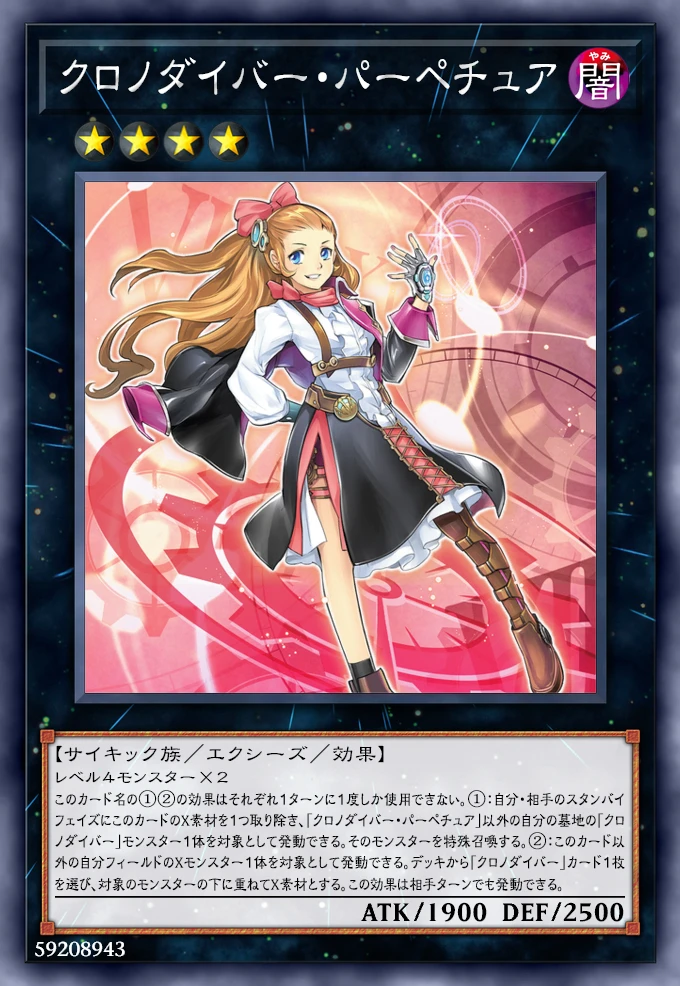 クロノダイバー・パーペチュア
やみ
闇
【サイキック族／エクシーズ／効果】
レベル4モンスター×2
このカード名の①②の効果はそれぞれ1ターンに1度しか使用できない。①：自分・相手のスタンバイ
フェイズにこのカードのX素材を1つ取り除き、「クロノダイバー・パーペチュア」以外の自分の墓地の「クロ
ノダイバー」モンスター1体を対象として発動できる。そのモンスターを特殊召喚する。②：このカード以
外の自分フィールドのXモンスター1体を対象として発動できる。デッキから「クロノダイバー」カード1枚
を選び、対象のモンスターの下に重ねてX素材とする。この効果は相手ターンでも発動できる。
ATK/1900 DEF/2500
59208943